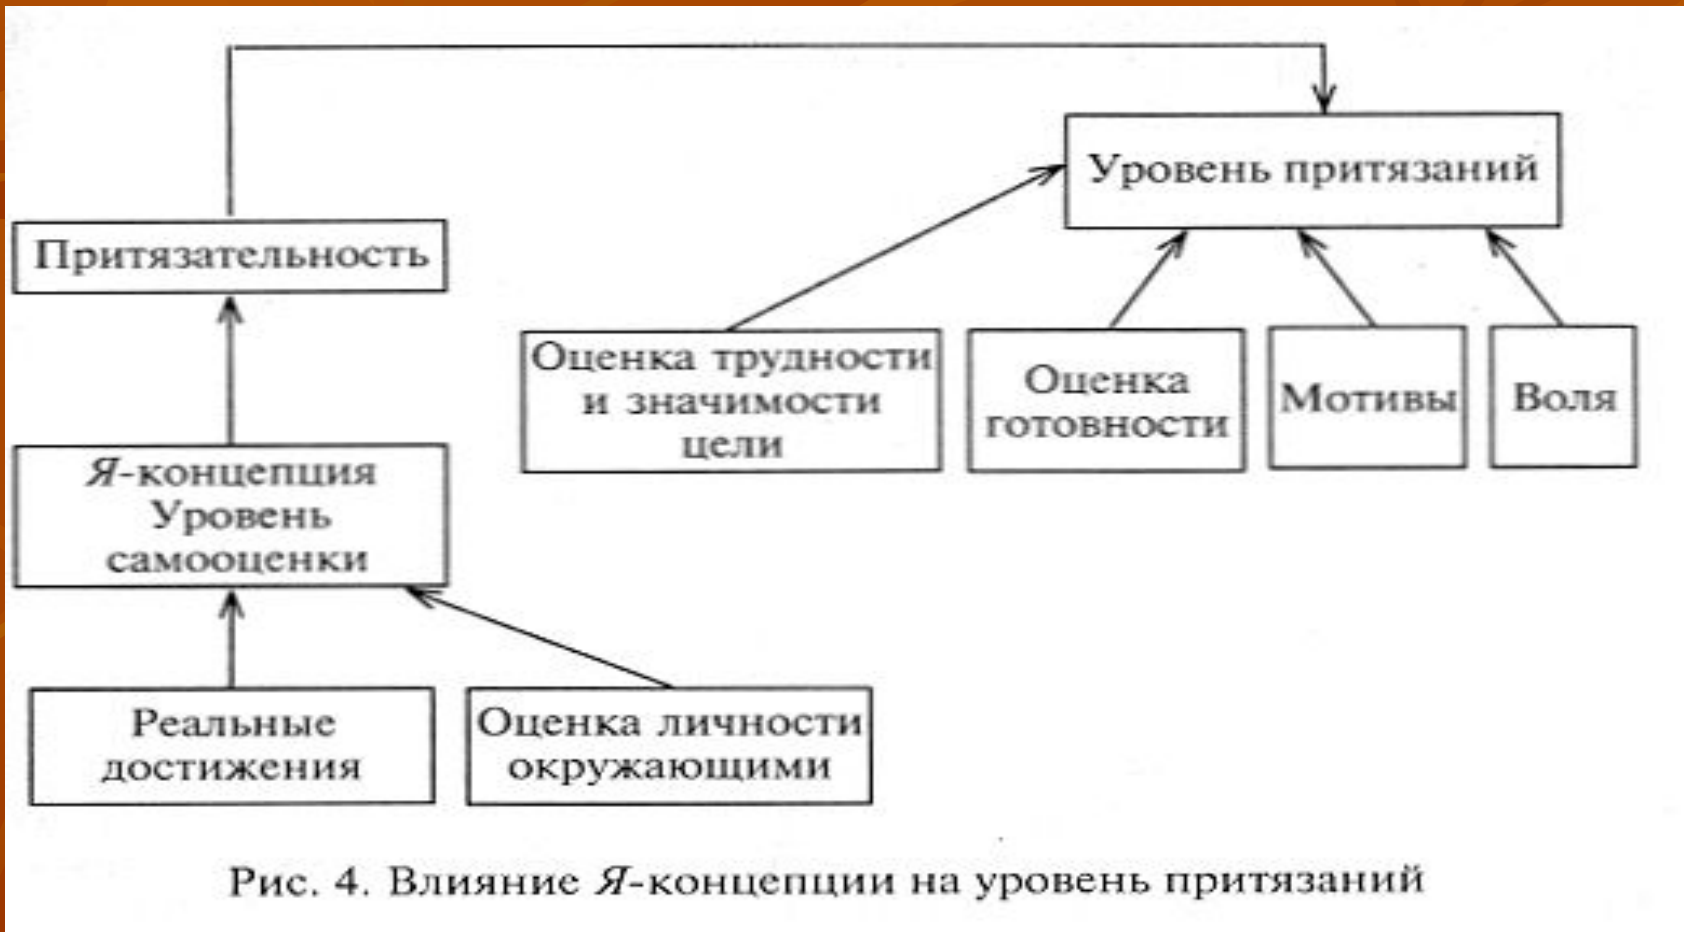 Уровень притязаний
Притязательность
Оценка трудности
и значимости
цели
Оценка
готовности
Мотивы
Воля
Я-концепция
Уровень
самооценки
Реальные
достижения
Оценка личности
окружающими
Рис. 4. Влияние Я-концепции на уровень притязаний